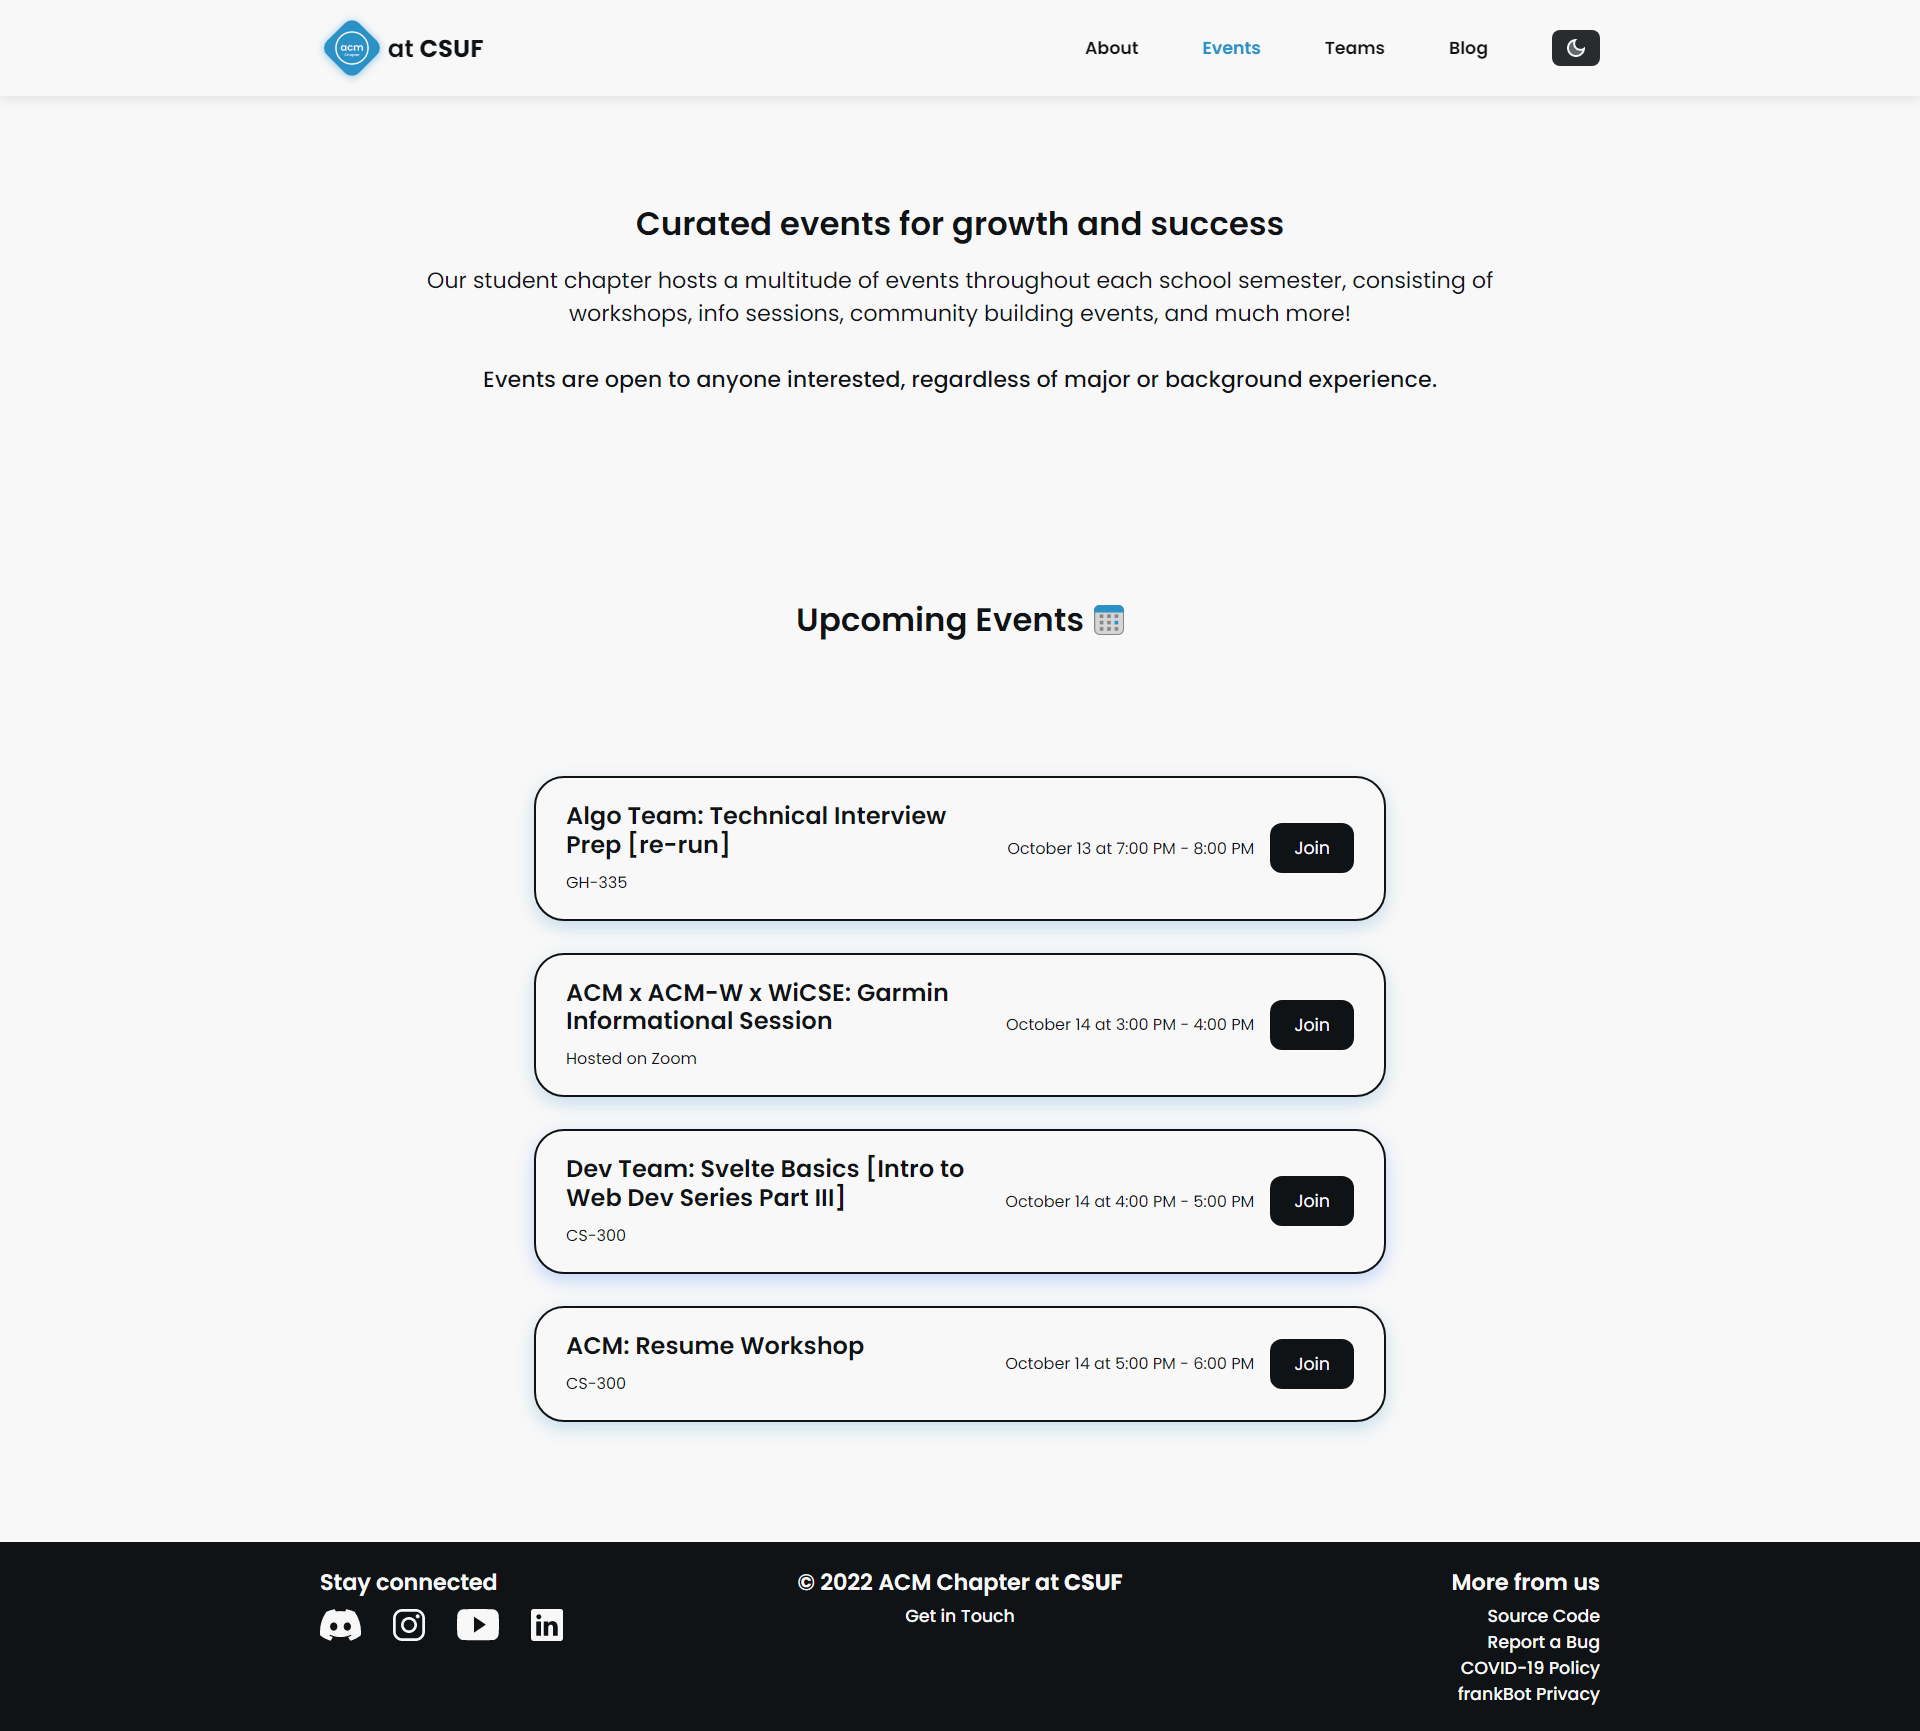 acm
at CSUF
About
Events
Teams
Blog
Curated events for growth and success
Our student chapter hosts a multitude of events throughout each school semester, consisting of
workshops, info sessions, community building events, and much more!
Events are open to anyone interested, regardless of major or background experience.
Upcoming Events
Algo Team: Technical Interview
Prep [re-run]
GH-335
October 13 at 7:00 PM - 8:00 PM
Join
ACM x ACM-W x WiCSE: Garmin
Informational Session
Hosted on Zoom
October 14 at 3:00 PM - 4:00 PM
Join
Dev Team: Svelte Basics [Intro to
Web Dev Series Part III]
CS-300
October 14 at 4:00 PM - 5:00 PM
Join
ACM: Resume Workshop
CS-300
October 14 at 5:00 PM - 6:00 PM
Join
Stay connected
© 2022 ACM Chapter at CSUF
Get in Touch
More from us
Source Code
Report a Bug
COVID-19 Policy
frankBot Privacy